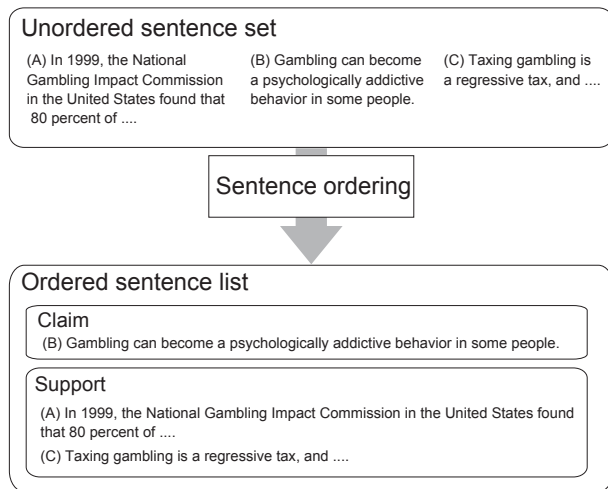 Unordered sentence set
(A) In 1999, the National
Gambling Impact Commission
in the United States found that
80 percent of ....
(B) Gambling can become
a psychologically addictive
behavior in some people.
(C) Taxing gambling is
a regressive tax, and ....
Sentence ordering
Ordered sentence list
Claim
(B) Gambling can become a psychologically addictive behavior in some people.
Support
(A) In 1999, the National Gambling Impact Commission in the United States found
that 80 percent of ....
(C) Taxing gambling is a regressive tax, and ....